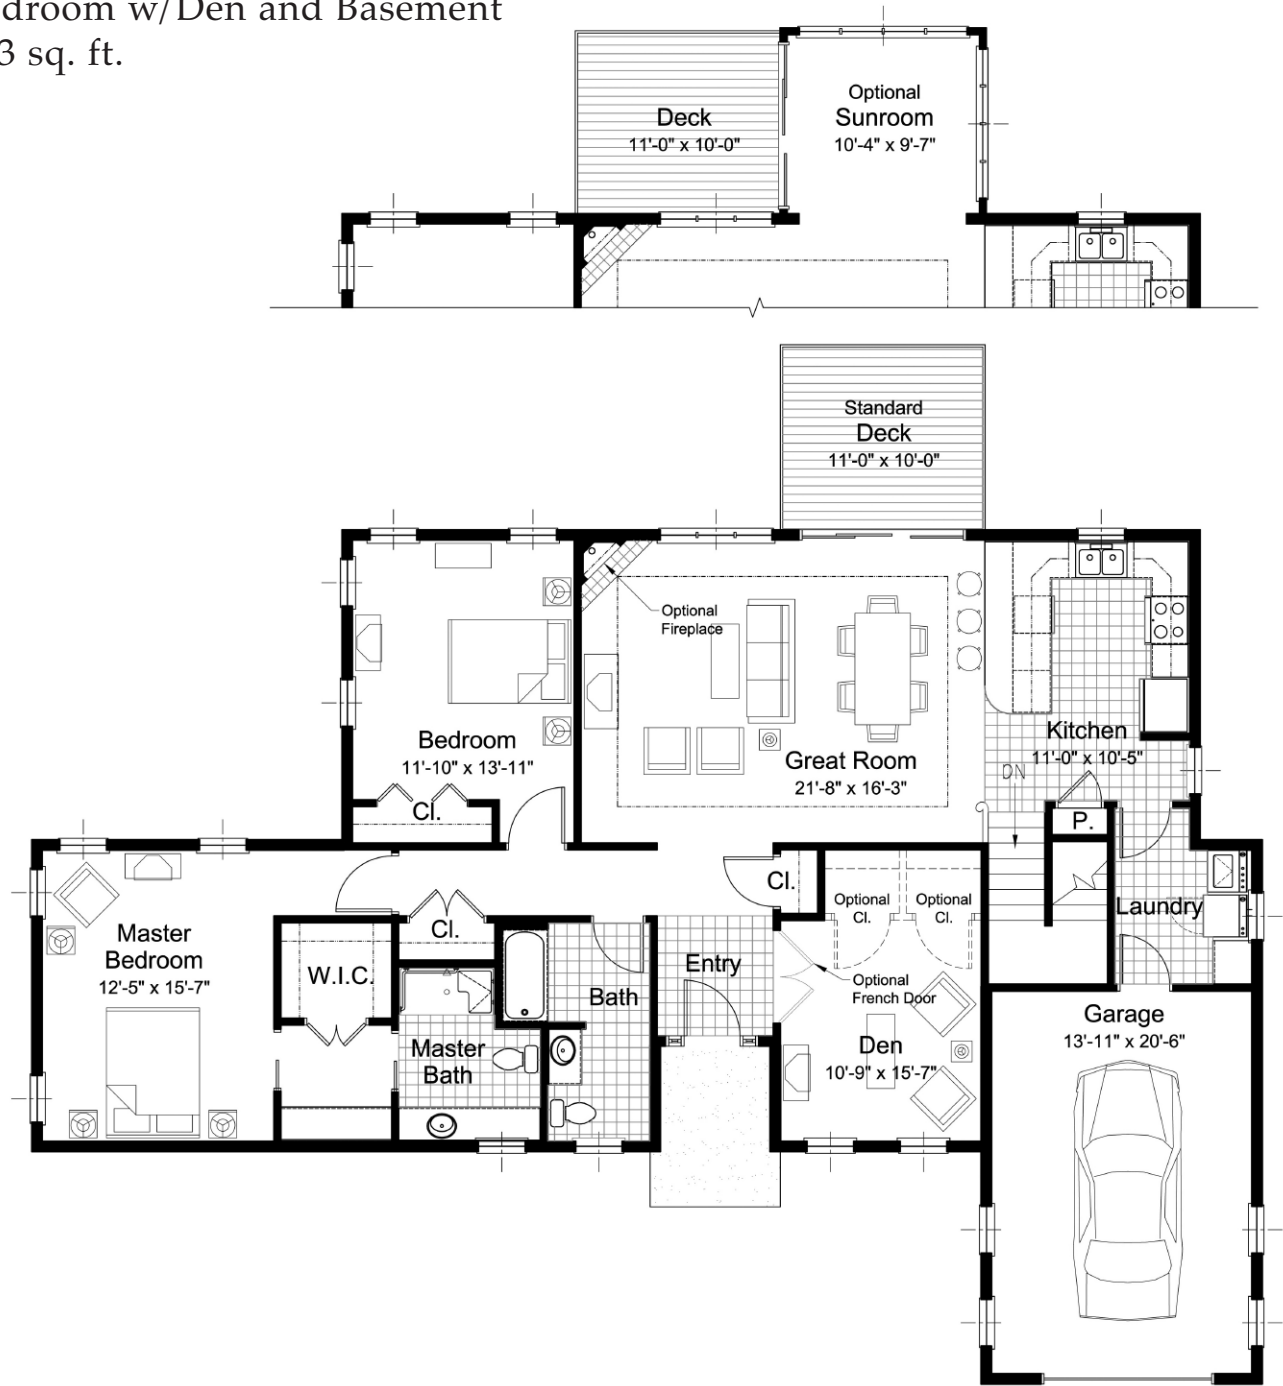 droom w/Den and Basement
3 sq. ft.
Deck
11'-0" x 10'-0"
Optional
Sunroom
10'-4" x 9'-7"
Standard
Deck
11'-0" x 10'-0"
Optional
Fireplace
Bedroom
11'-10" x 13'-11"
Cl.
Great Room
21'-8" x 16'-3"
Kitchen
11'-0" x 10'-5"
DN
P.
Cl.
Optional
Cl.
Optional
Cl.
Laundry
Master
Bedroom
12'-5" x 15'-7"
W.I.C.
Cl.
Bath
Entry
Optional
French Door
Master
Bath
Den
10'-9" x 15'-7"
Garage
13'-11" x 20'-6"